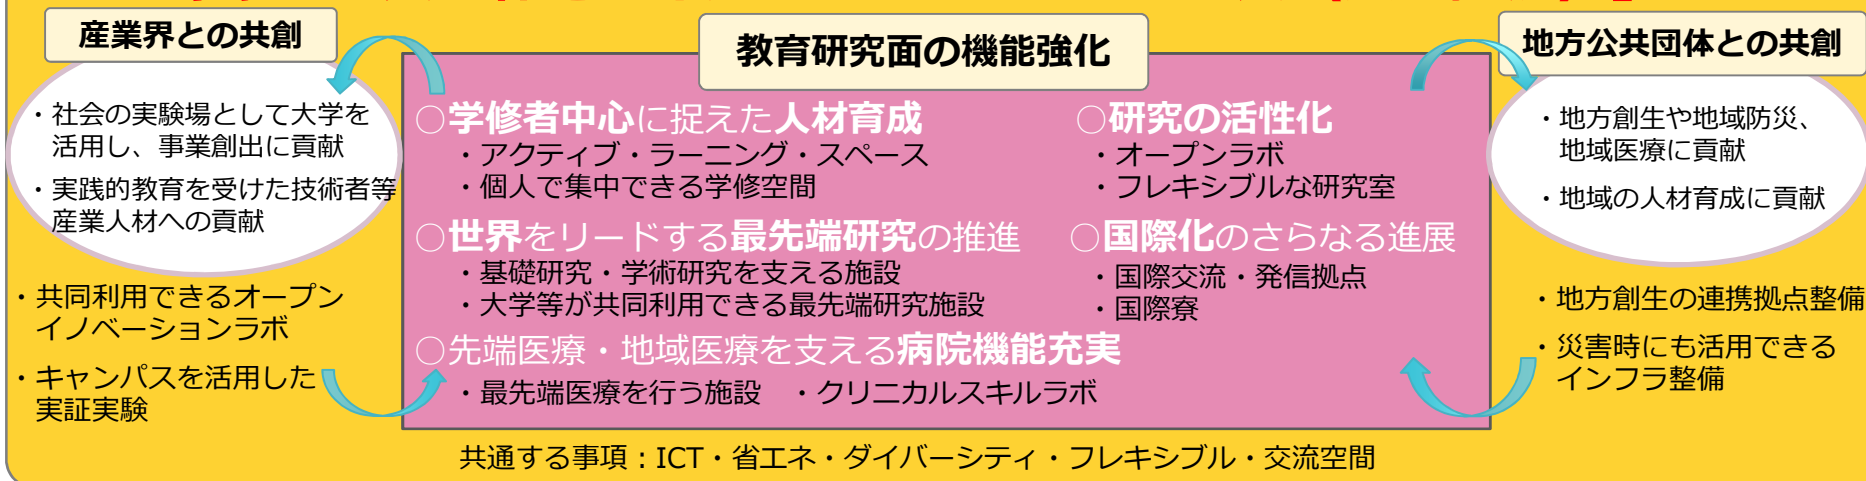 産業界との共創
・社会の実験場として大学を
活用し、事業創出に貢献
・実践的教育を受けた技術者等
産業人材への貢献
・共同利用できるオープン
イノベーションラボ
・キャンパスを活用した
実証実験
教育研究面の機能強化
○学修者中心に捉えた人材育成
・アクティブ・ラーニング・スペース
・個人で集中できる学修空間
○研究の活性化
・オープンラボ
・フレキシブルな研究室
○世界をリードする最先端研究の推進
・基礎研究・学術研究を支える施設
・大学等が共同利用できる最先端研究施設
○国際化のさらなる進展
・国際交流・発信拠点
・国際寮
○先端医療・地域医療を支える病院機能充実
・最先端医療を行う施設 ・クリニカルスキルラボ
地方公共団体との共創
・地方創生や地域防災、
地域医療に貢献
・地域の人材育成に貢献
・地方創生の連携拠点整備
・災害時にも活用できる
インフラ整備
共通する事項：ICT・省エネ・ダイバーシティ・フレキシブル・交流空間